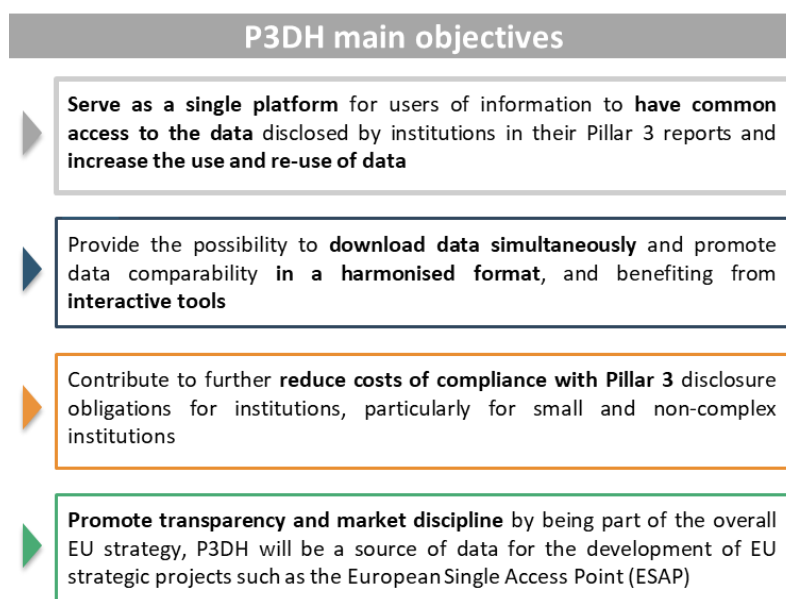 P3DH main objectives
Serve as a single platform for users of information to have common
access to the data disclosed by institutions in their Pillar 3 reports and
increase the use and re-use of data
Provide the possibility to download data simultaneously and promote
data comparability in a harmonised format, and benefiting from
interactive tools
Contribute to further reduce costs of compliance with Pillar 3 disclosure
obligations for institutions, particularly for small and non-complex
institutions
Promote transparency and market discipline by being part of the overall
EU strategy, P3DH will be a source of data for the development of EU
strategic projects such as the European Single Access Point (ESAP)